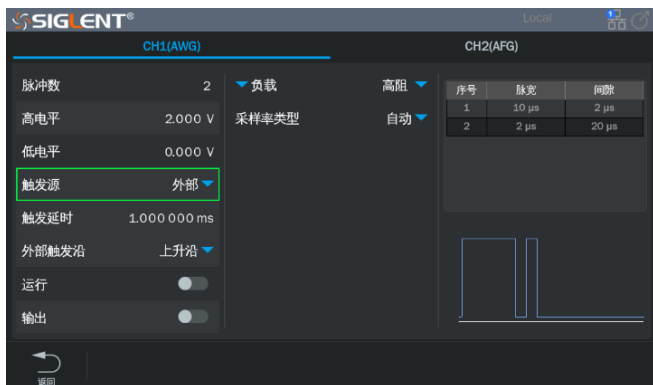 SIGLENT®
Local
CH1(AWG)
CH2(AFG)
脉冲数 2
高电平 2.000 V
低电平 0.000 V
触发源 外部
触发延时 1.000 000 ms
外部触发沿 上升沿
运行
输出
负载 高阻
采样率类型 自动
序号 脉宽 间隙
1 10 μs 2 μs
2 2 μs 20 μs
返回